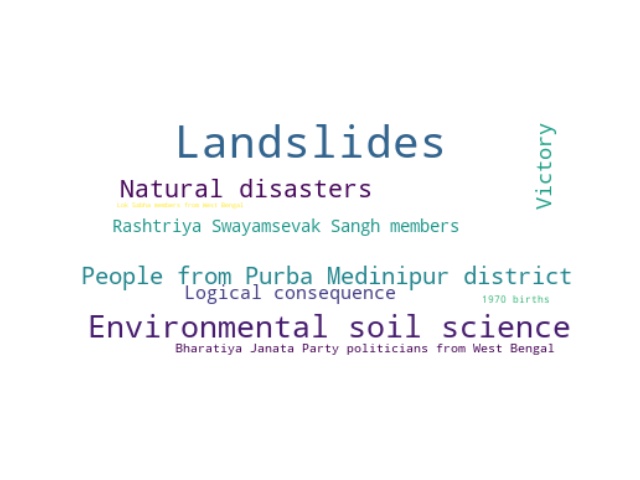 Landslides
Victory
Natural disasters
Lok Sabha members from West Bengal
Rashtriya Swayamsevak Sangh members
People from Purba Medinipur district
Logical consequence
1970 births
Environmental soil science
Bharatiya Janata Party politicians from West Bengal